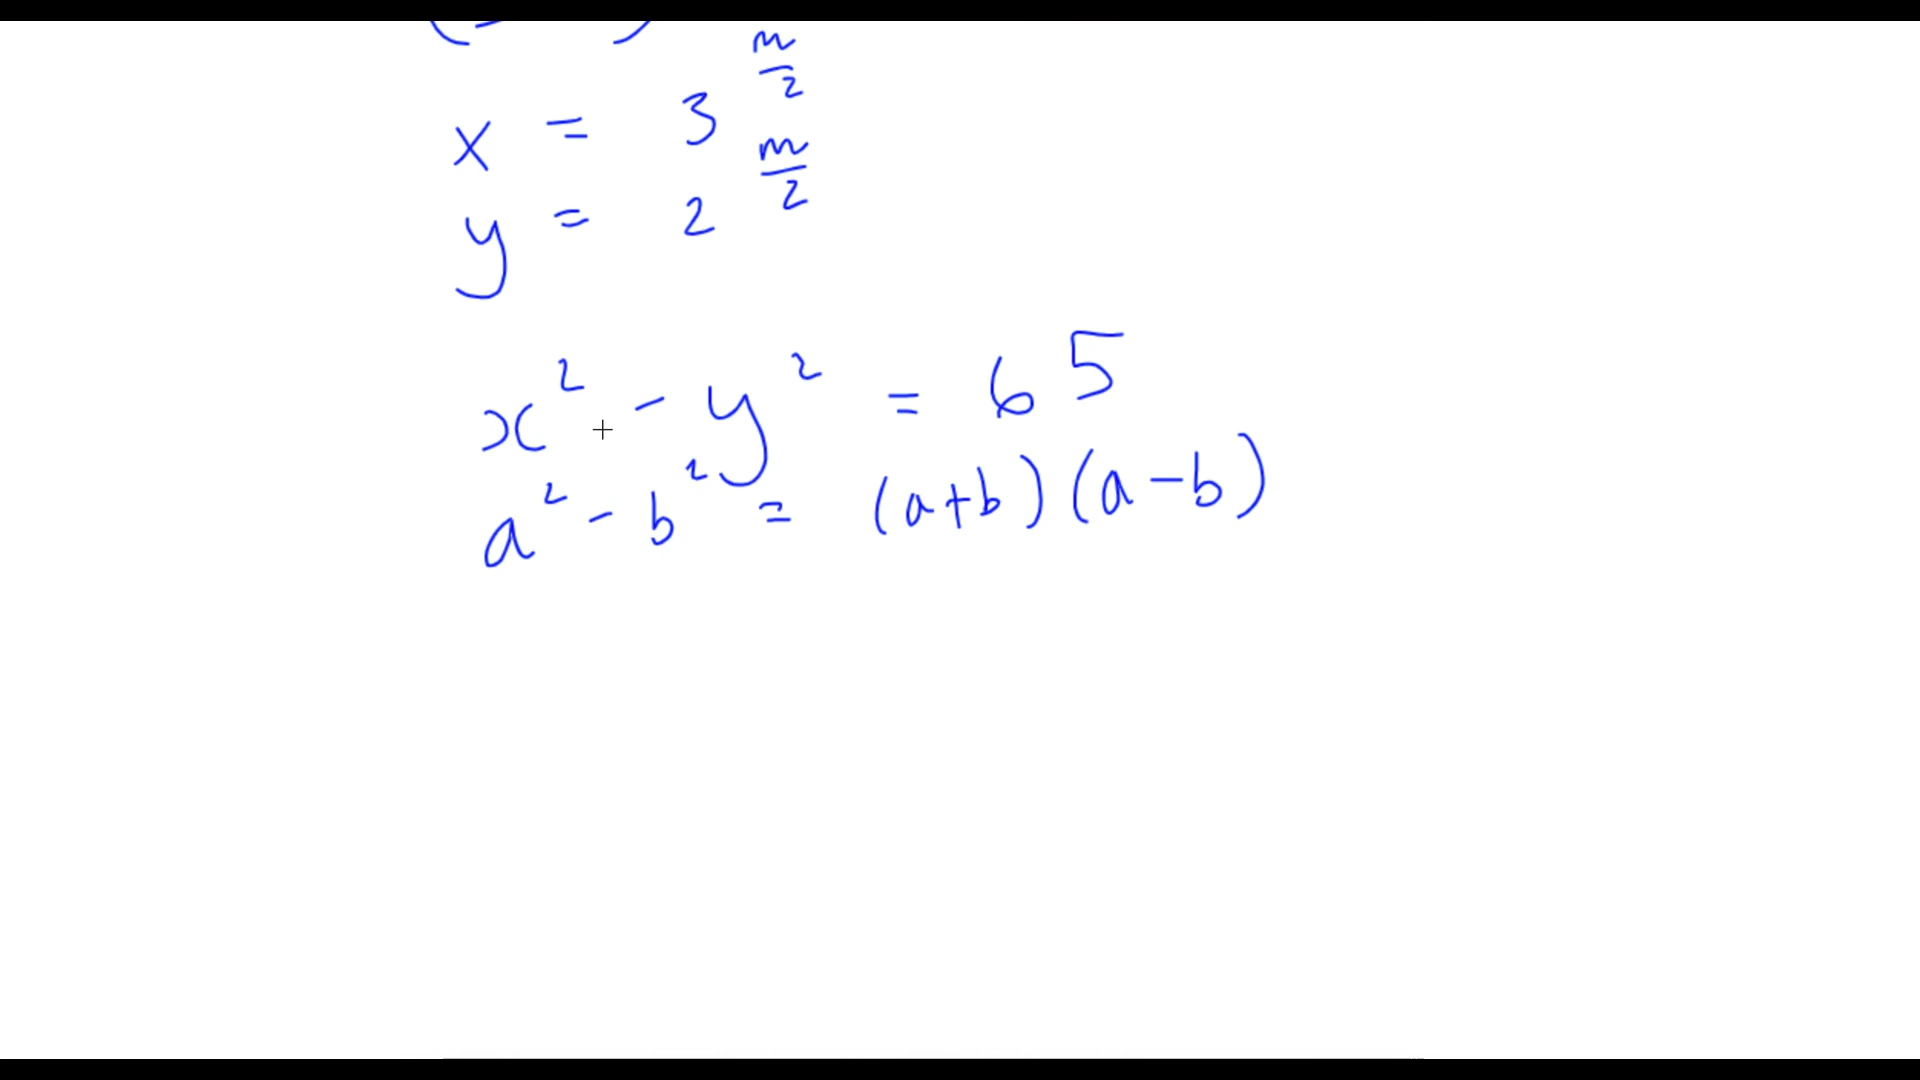 x = 3^(m/2)
y = 2^(m/2)
x² - y² = 65
a² - b² = (a+b)(a-b)